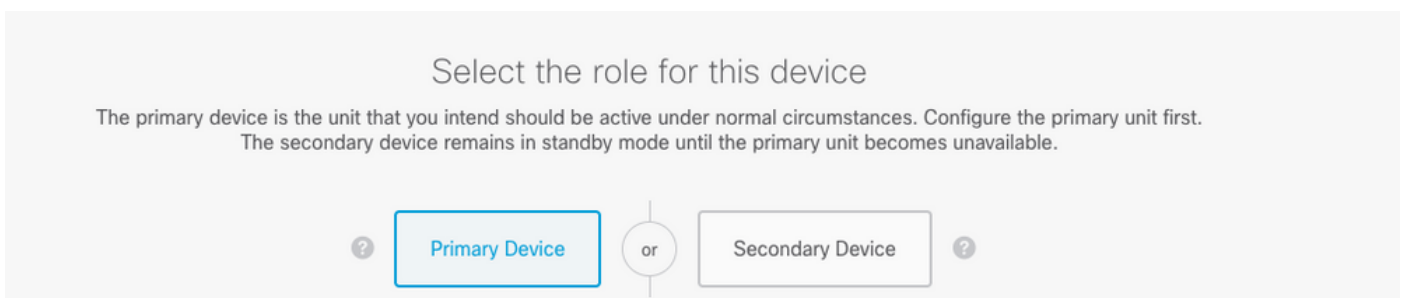 Select the role for this device
The primary device is the unit that you intend should be active under normal circumstances. Configure the primary unit first.
The secondary device remains in standby mode until the primary unit becomes unavailable.
? Primary Device or Secondary Device ?